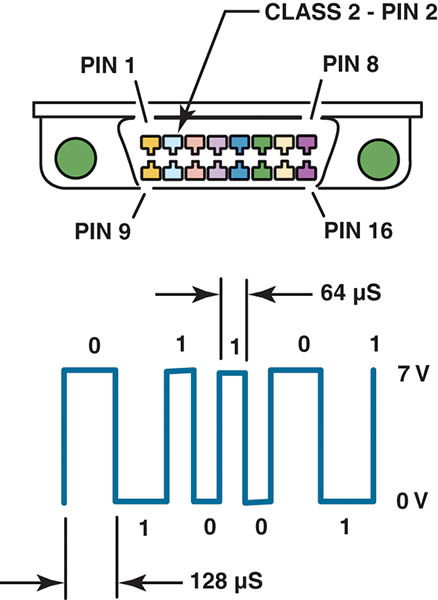 CLASS 2 - PIN 2
PIN 1
PIN 8
PIN 9
PIN 16
64 µS
0 1 1 0 1
7 V
0 V
1 0 0 1
128 µS